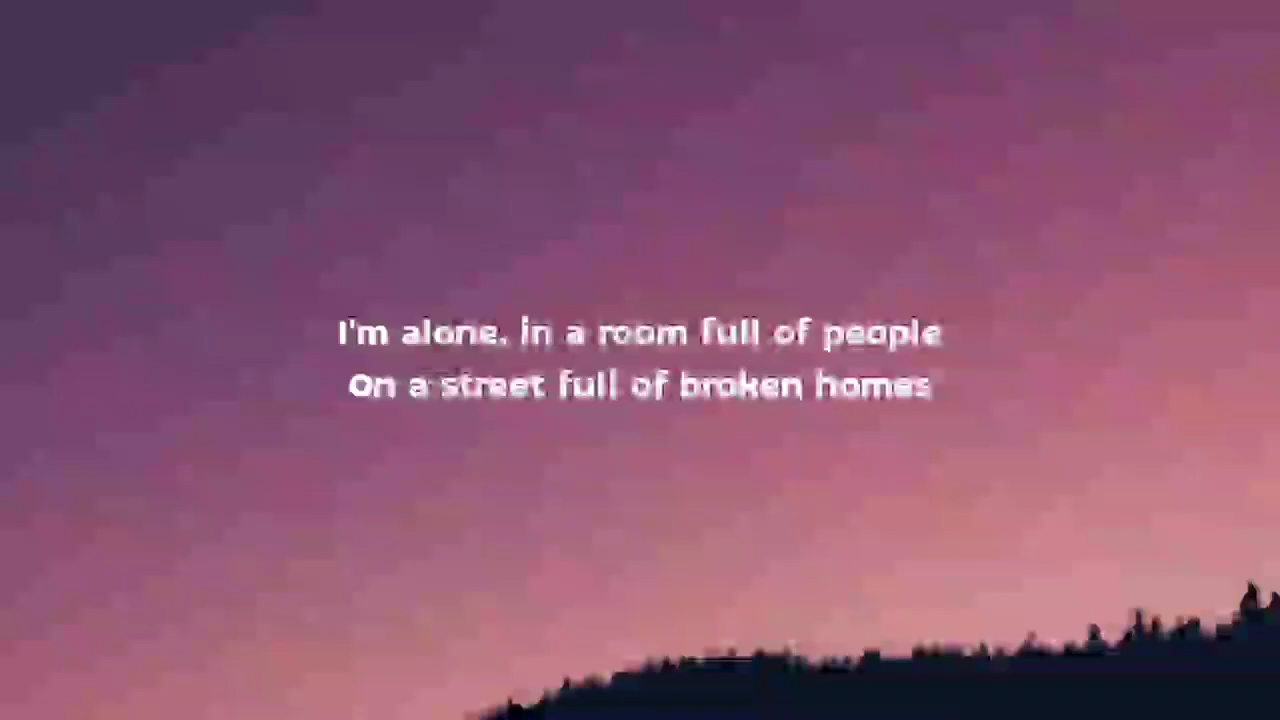 I'm alone, in a room full of people
On a street full of broken homes